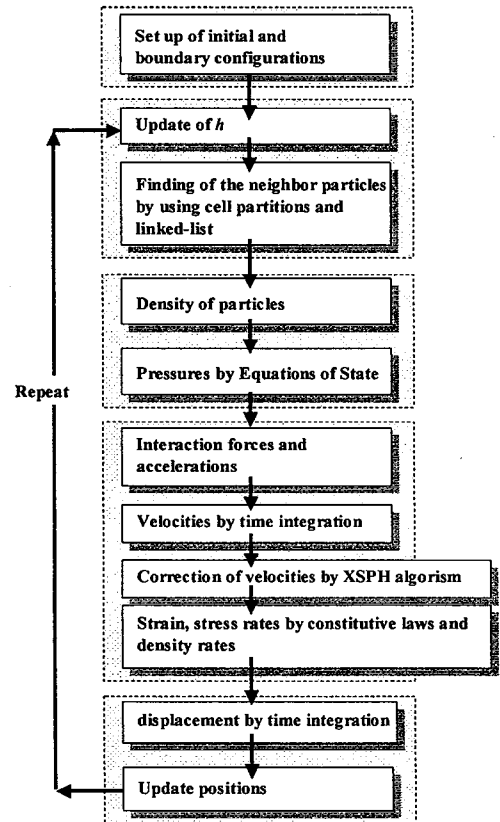 Set up of initial and
boundary configurations
Update of h
Finding of the neighbor particles
by using cell partitions and
linked-list
Density of particles
Pressures by Equations of State
Repeat
Interaction forces and
accelerations
Velocities by time integration
Correction of velocities by XSPH algorism
Strain, stress rates by constitutive laws and
density rates
displacement by time integration
Update positions